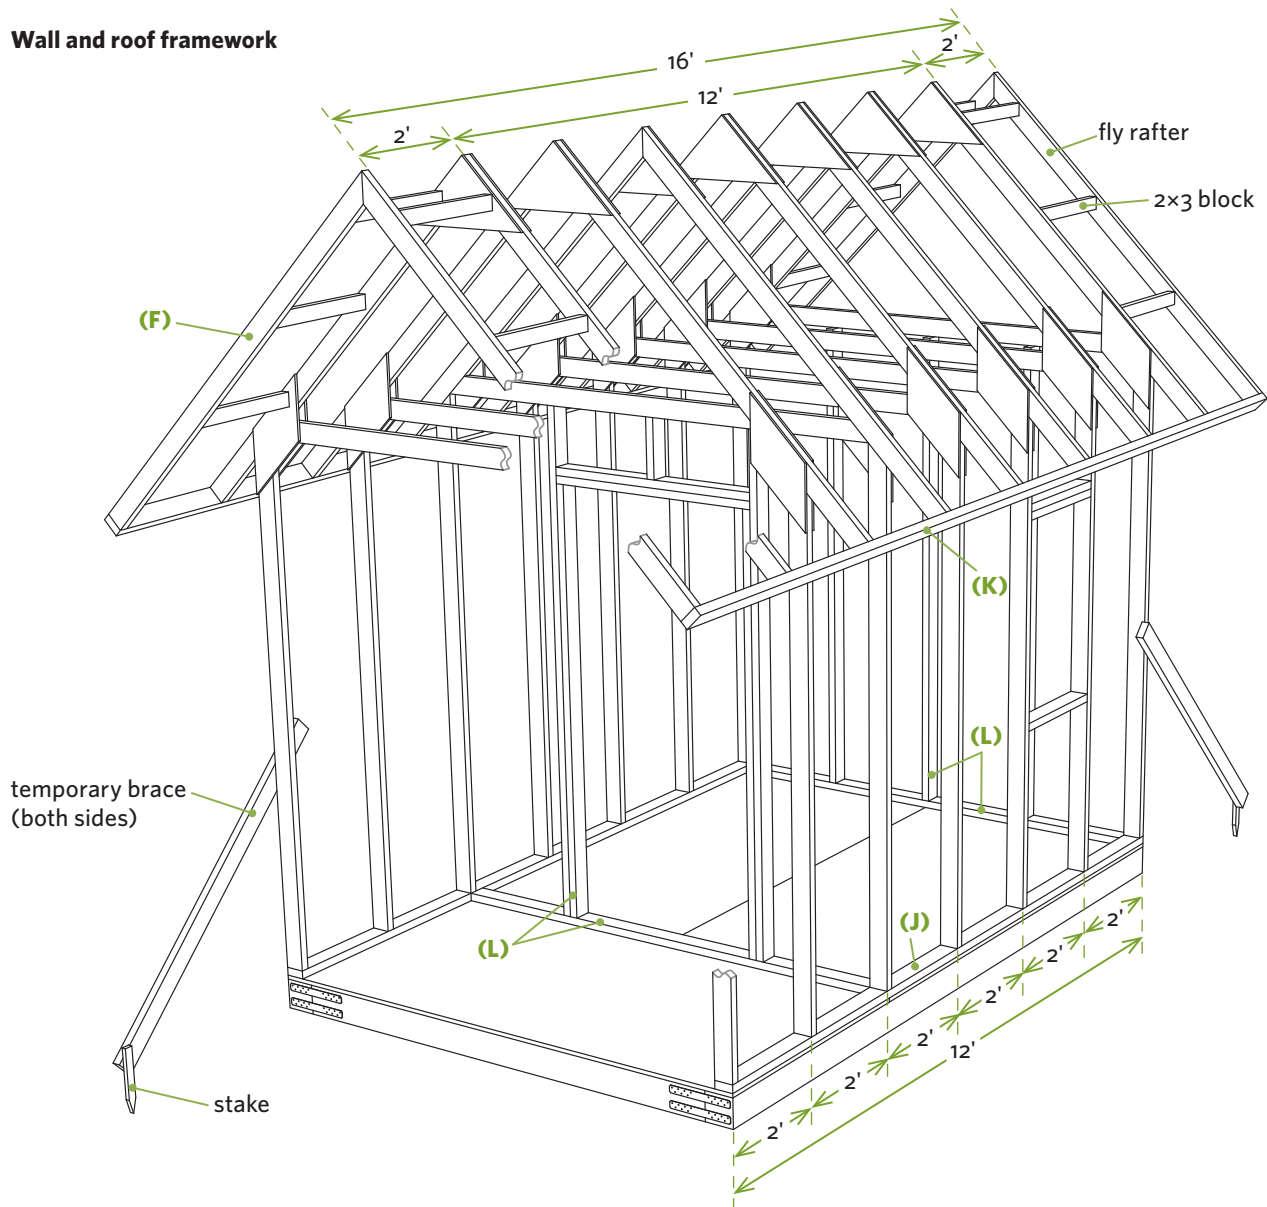 Wall and roof framework
16'
2'
12'
2'
fly rafter
2×3 block
(F)
(K)
(L)
temporary brace
(both sides)
(L)
(J)
2'
2'
2'
2'
12'
2'
2'
stake